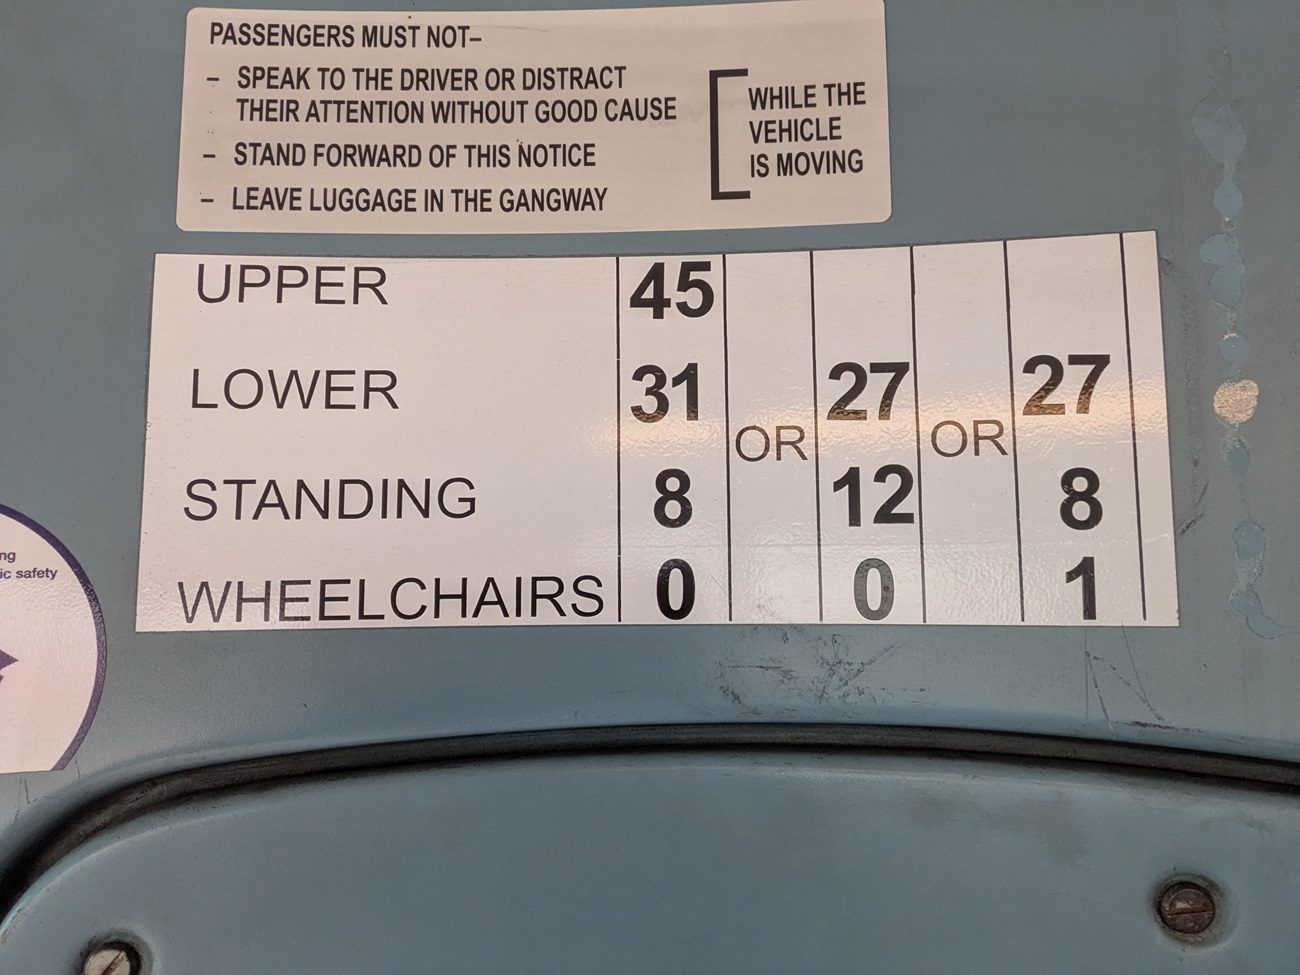 PASSENGERS MUST NOT–
– SPEAK TO THE DRIVER OR DISTRACT
THEIR ATTENTION WITHOUT GOOD CAUSE
– STAND FORWARD OF THIS NOTICE
– LEAVE LUGGAGE IN THE GANGWAY
WHILE THE
VEHICLE
IS MOVING
UPPER 45
LOWER 31 27 27
OR OR
STANDING 8 12 8
WHEELCHAIRS 0 0 1
safety